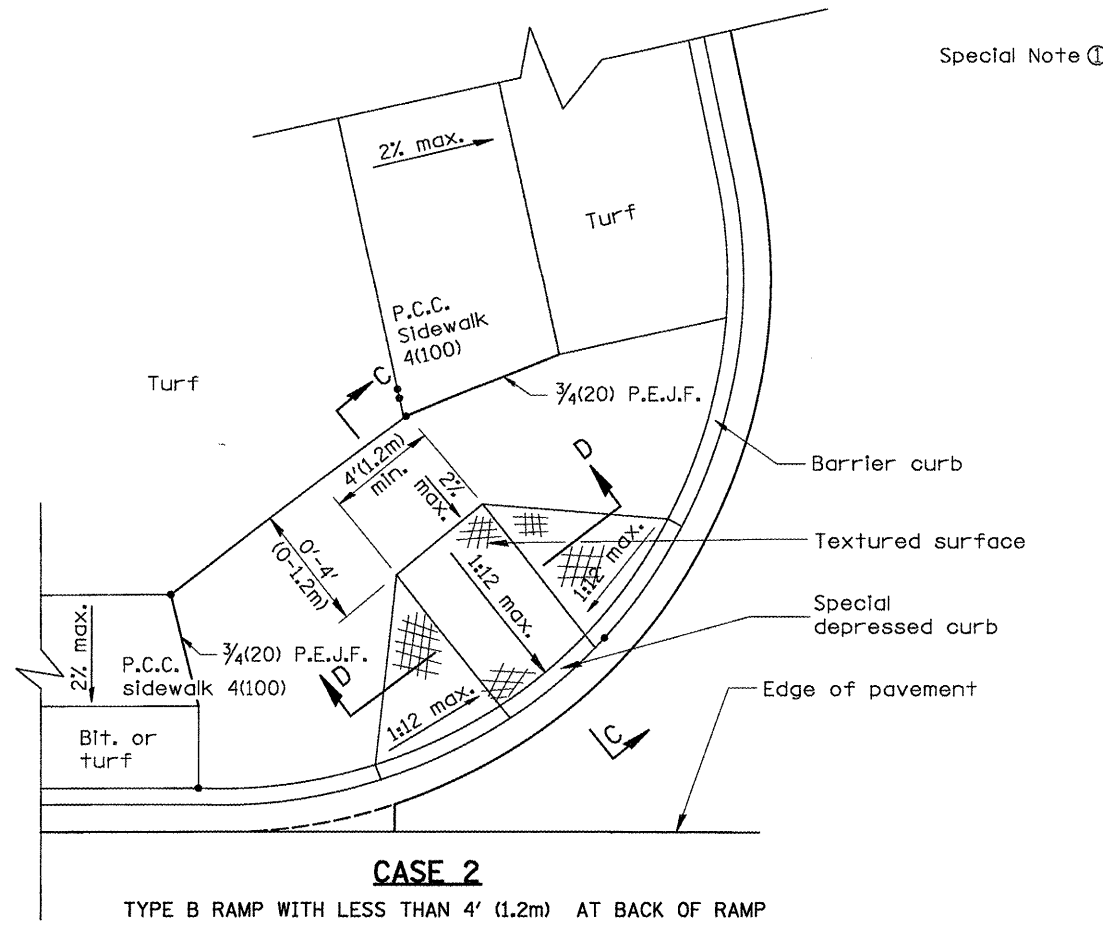 Special Note ①
2% max.
Turf
P.C.C.
Sidewalk
4(100)
Turf
C
¾(20) P.E.J.F.
4'(1.2m)
min.
2%
max.
D
Barrier curb
0'-4'
(0-1.2m)
1:12 max.
1:12 max.
Textured surface
Special
depressed curb
2% max.
¾(20) P.E.J.F.
P.C.C.
sidewalk 4(100)
D
1:12 max.
Edge of pavement
C
Bit. or
turf
CASE 2
TYPE B RAMP WITH LESS THAN 4' (1.2m) AT BACK OF RAMP